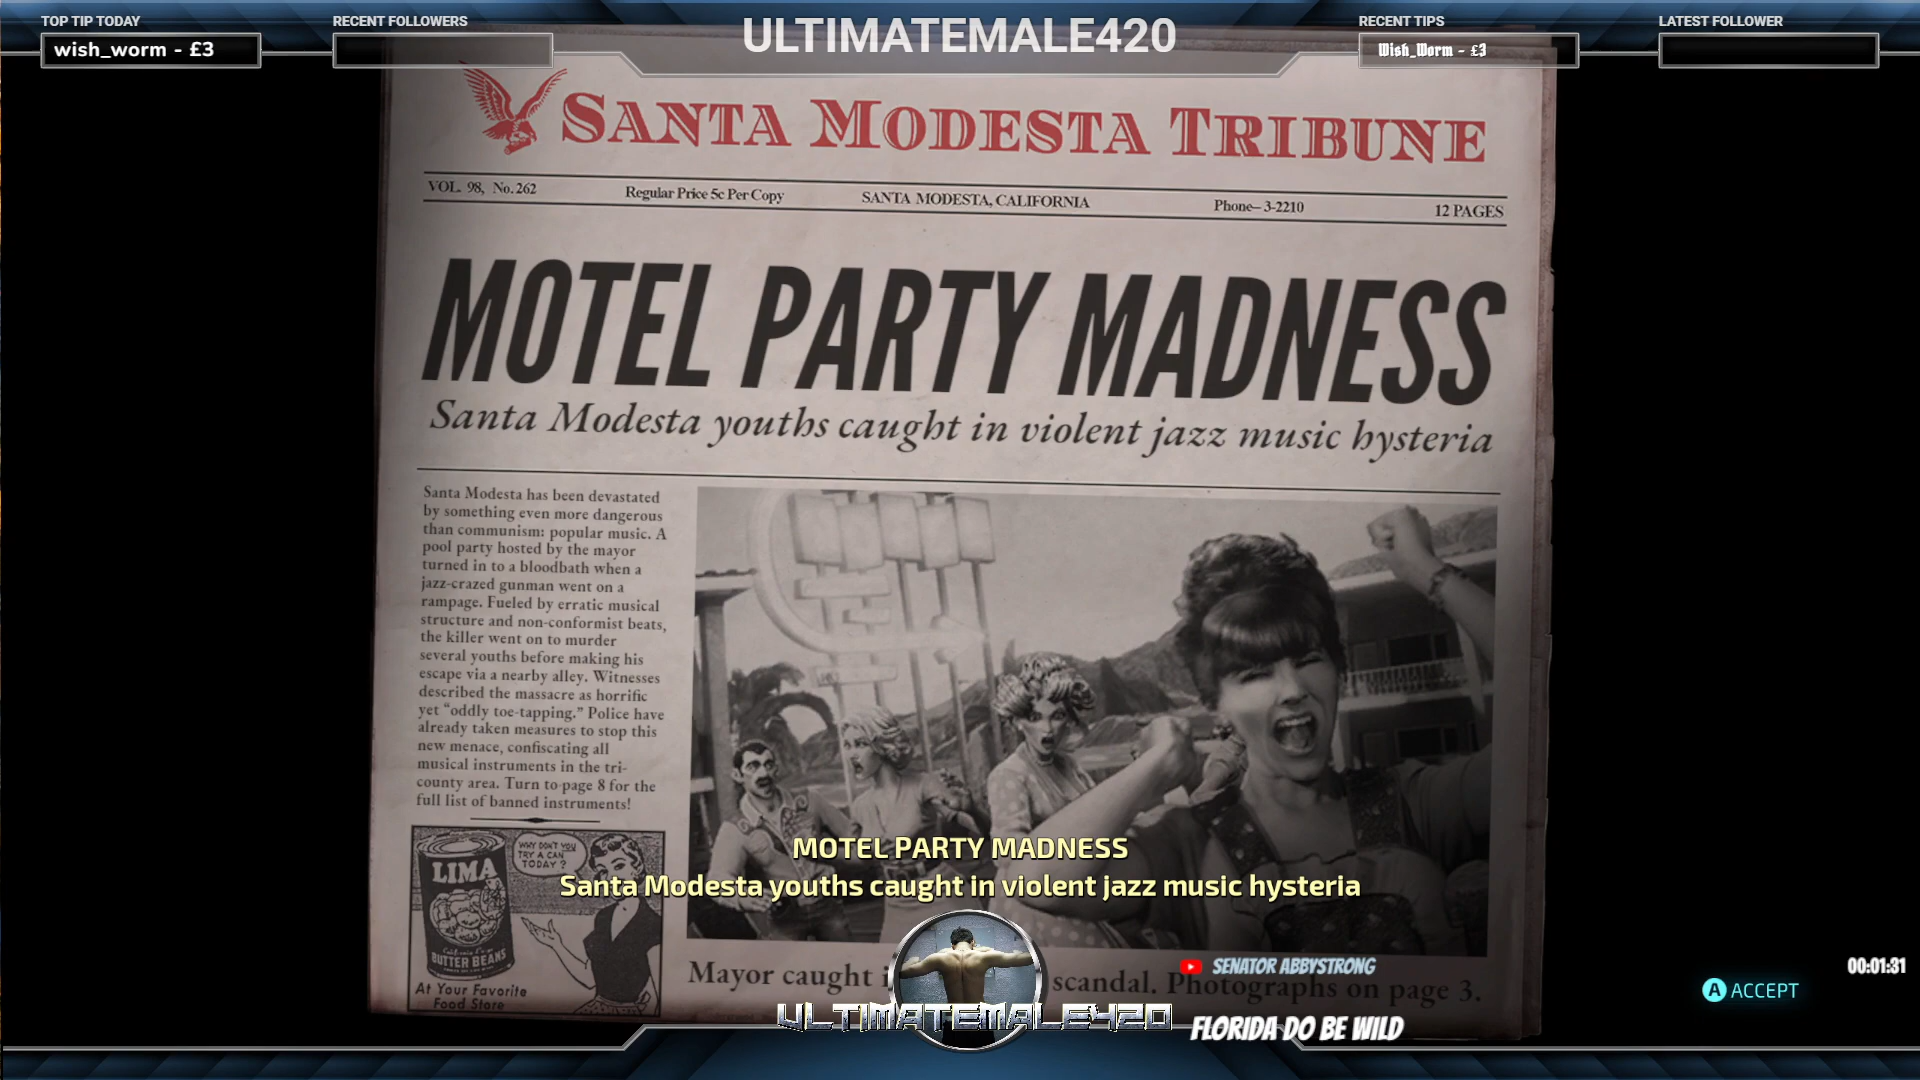 TOP TIP TODAY
wish_worm - £3
RECENT FOLLOWERS
ULTIMATEMALE420
RECENT TIPS
Wish_Worm - £3
LATEST FOLLOWER
SANTA MODESTA TRIBUNE
VOL. 98, No. 262
Regular Price 5c Per Copy
SANTA MODESTA, CALIFORNIA
Phone– 3-2210
12 PAGES
MOTEL PARTY MADNESS
Santa Modesta youths caught in violent jazz music hysteria
Santa Modesta has been devastated
by something even more dangerous
than communism: popular music. A
pool party hosted by the mayor
turned in to a bloodbath when a
jazz-crazed gunman went on a
rampage. Fueled by erratic musical
structure and non-conformist beats,
the killer went on to murder
several youths before making his
escape via a nearby alley. Witnesses
described the massacre as horrific
yet “oddly toe-tapping.” Police have
already taken measures to stop this
new menace, confiscating all
musical instruments in the tri-
county area. Turn to page 8 for the
full list of banned instruments!
LIMA
BUTTER BEANS
WHY DON'T YOU
TRY A CAN
TODAY?
At Your Favorite
Food Store
MOTEL PARTY MADNESS
Santa Modesta youths caught in violent jazz music hysteria
Mayor caught scandal. Photographs on page 3.
ULTIMATEMALE420
SENATOR ABBYSTRONG
FLORIDA DO BE WILD
00:01:31
A ACCEPT